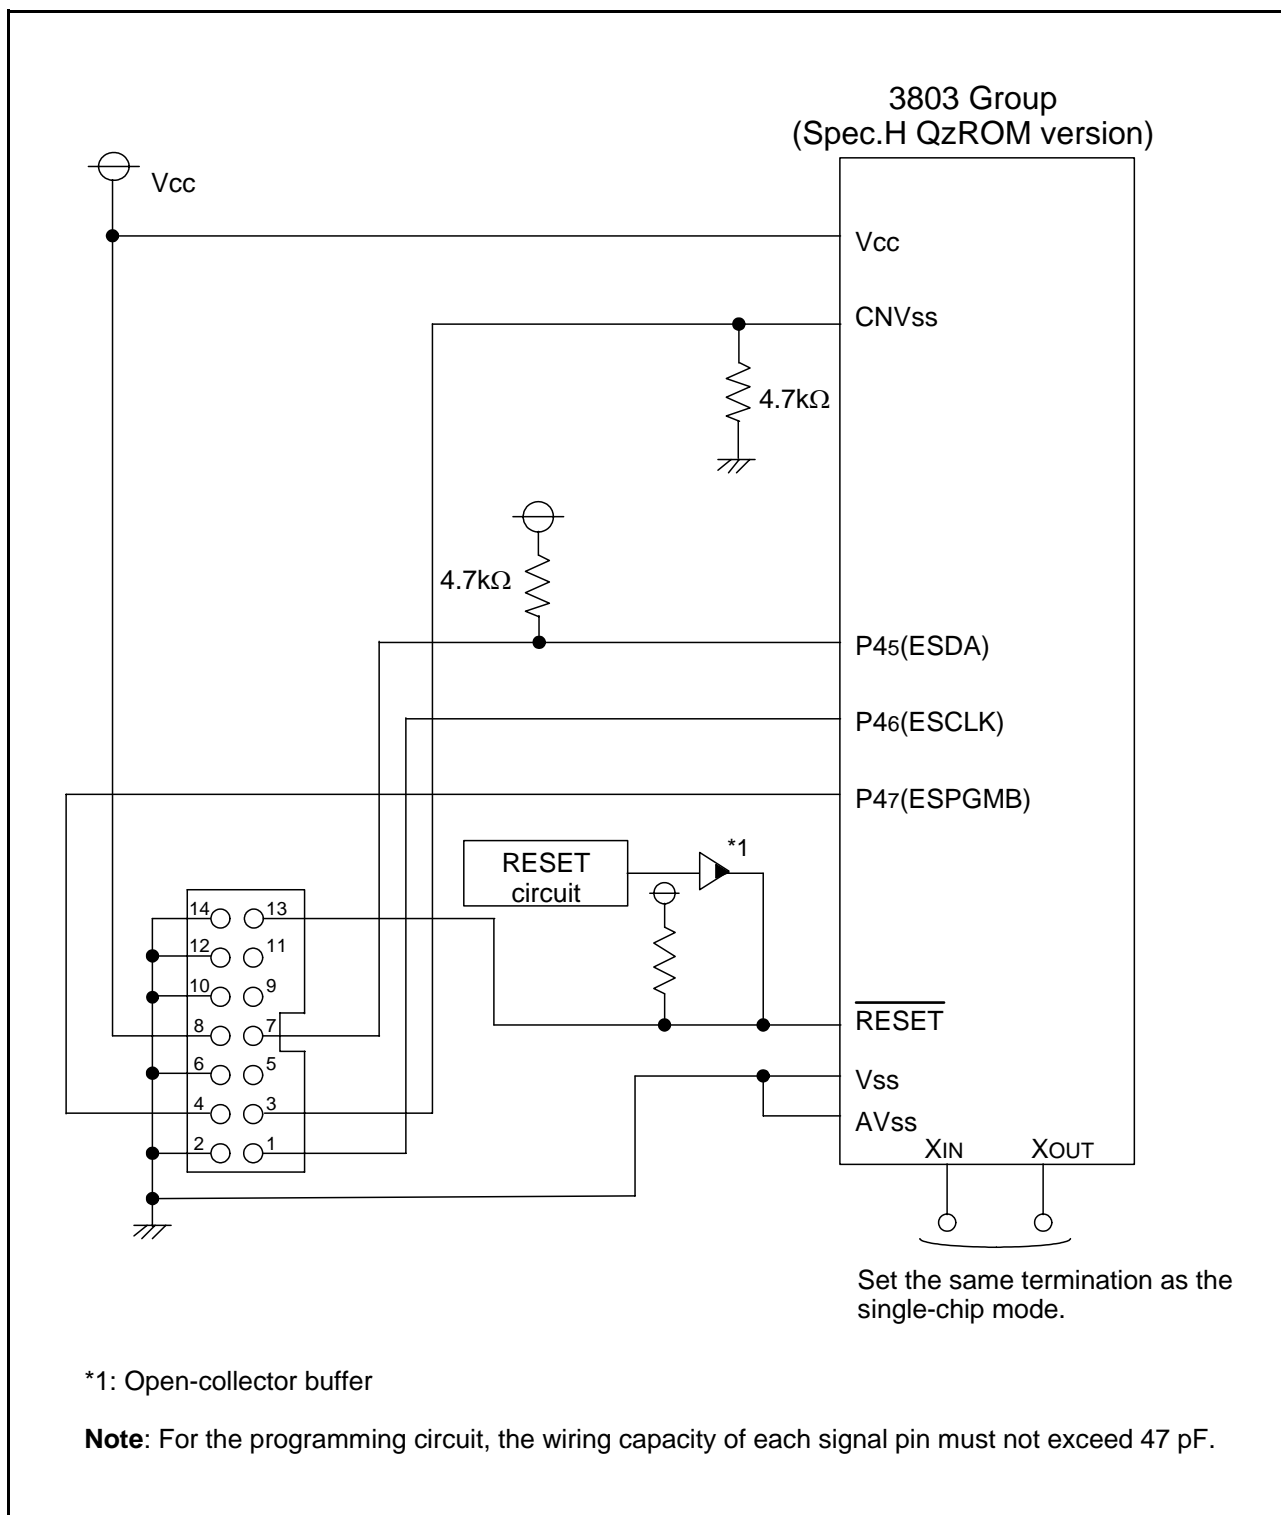 3803 Group
(Spec.H QzROM version)
Vcc
Vcc
CNVss
4.7kΩ
4.7kΩ
P45(ESDA)
P46(ESCLK)
P47(ESPGMB)
RESET
circuit
*1
14 13
12 11
10 9
8 7
6 5
4 3
2 1
RESET
Vss
AVss
XIN XOUT
Set the same termination as the
single-chip mode.
*1: Open-collector buffer
Note: For the programming circuit, the wiring capacity of each signal pin must not exceed 47 pF.